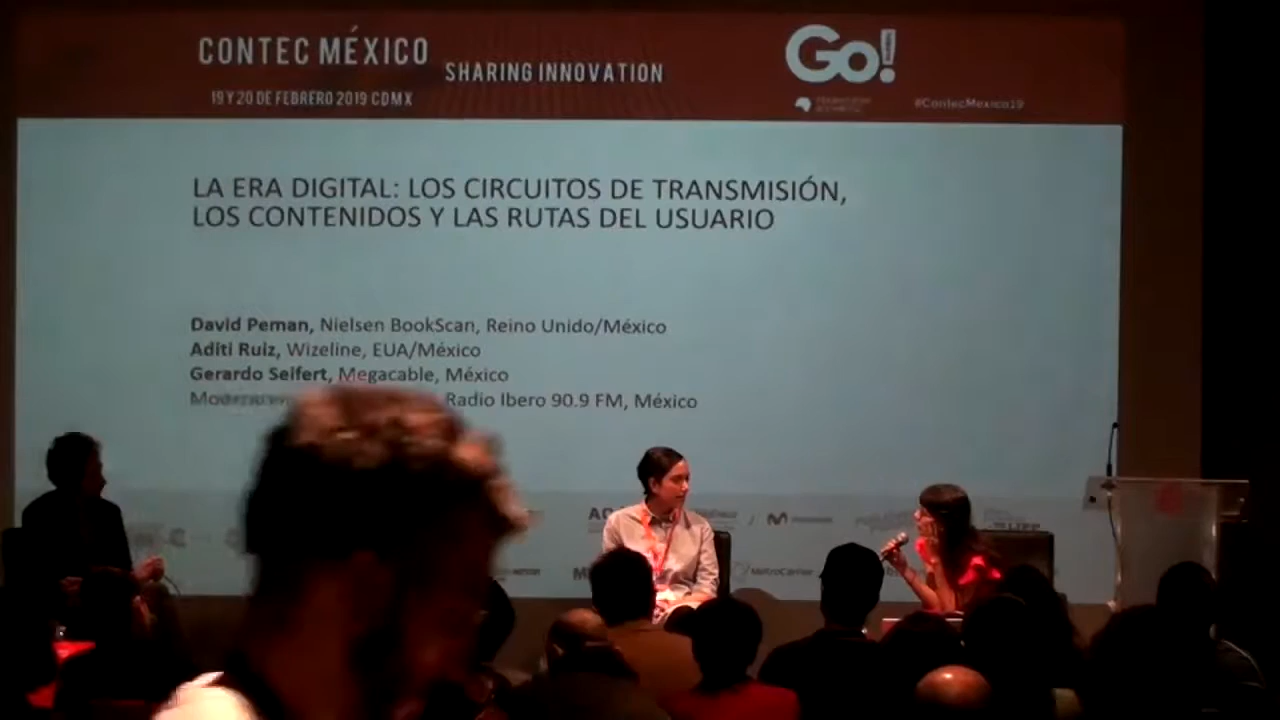 CONTEC MÉXICO
SHARING INNOVATION
19 Y 20 DE FEBRERO 2019 CDMX
Go!
#ContecMexico19
LA ERA DIGITAL: LOS CIRCUITOS DE TRANSMISIÓN,
LOS CONTENIDOS Y LAS RUTAS DEL USUARIO
David Peman, Nielsen BookScan, Reino Unido/México
Aditi Ruiz, Wizeline, EUA/México
Gerardo Seifert, Megacable, México
Radio Ibero 90.9 FM, México
MetroCarrier